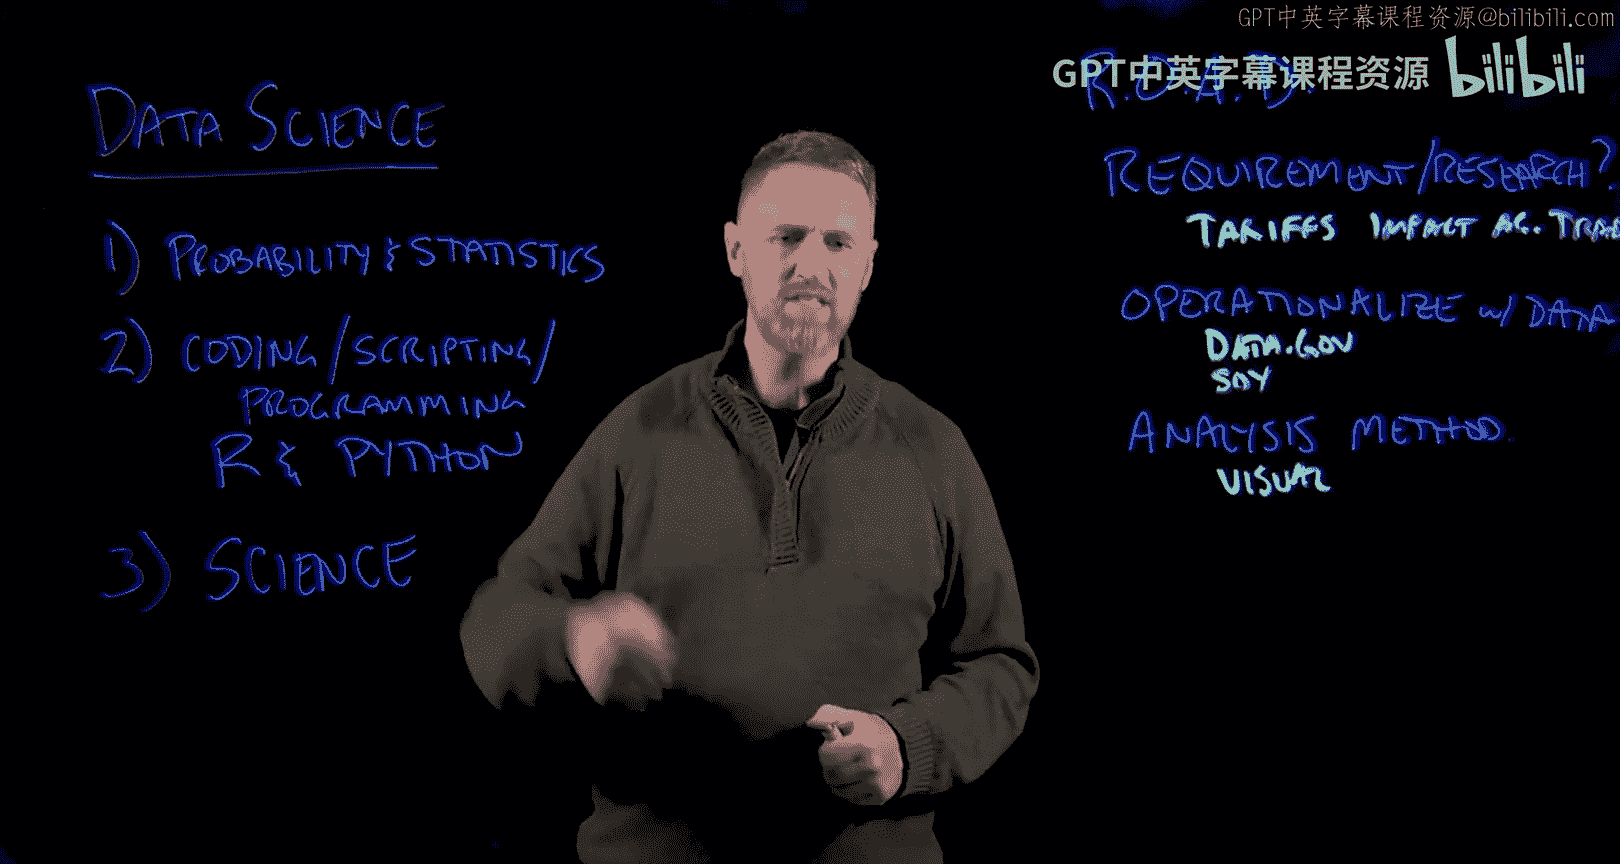 GPT中英字幕课程资源@bilibili.com
GPT中英字幕课程资源 bilibili
DATA SCIENCE
1) PROBABILITY & STATISTICS
2) CODING/SCRIPTING/
PROGRAMMING
R & PYTHON
3) SCIENCE
R.O.A.D.
REQUIREMENT/RESEARCH?
TARIFFS IMPACT AG. TRAD
OPERATIONALIZE w/ DATA
DATA.GOV
SOY
ANALYSIS METHOD.
VISUAL